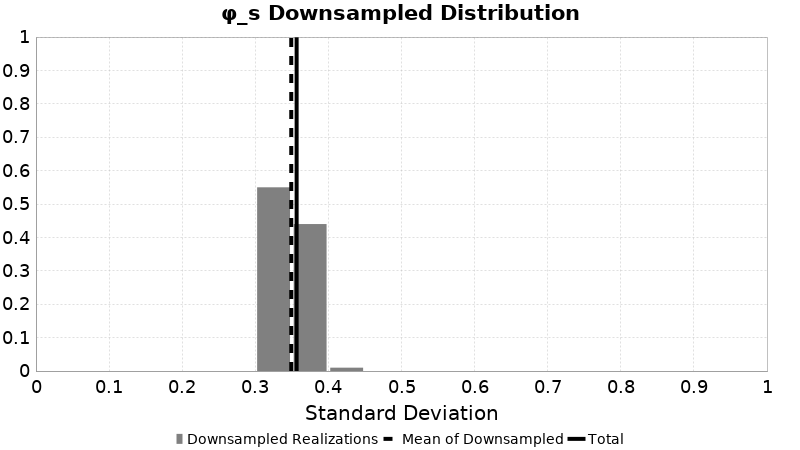 φ_s Downsampled Distribution
1
0.9
0.8
0.7
0.6
0.5
0.4
0.3
0.2
0.1
0
0 0.1 0.2 0.3 0.4 0.5 0.6 0.7 0.8 0.9 1
Standard Deviation
Downsampled Realizations Mean of Downsampled Total